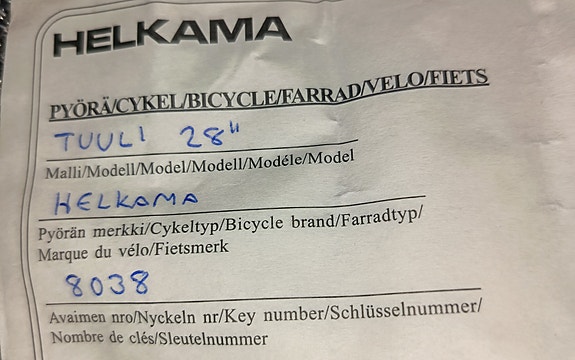 HELKAMA
PYÖRÄ/CYKEL/BICYCLE/FARRAD/VELO/FIETS
TUULI 28"
Malli/Modell/Model/Modell/Modéle/Model
HELKAMA
Pyörän merkki/Cykeltyp/Bicycle brand/Farradtyp/
Marque du vélo/Fietsmerk
8038
Avaimen nro/Nyckeln nr/Key number/Schlüsselnummer/
Nombre de clés/Sleutelnummer